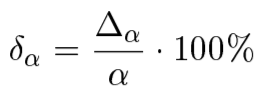 δ_α = Δ_α / α · 100%